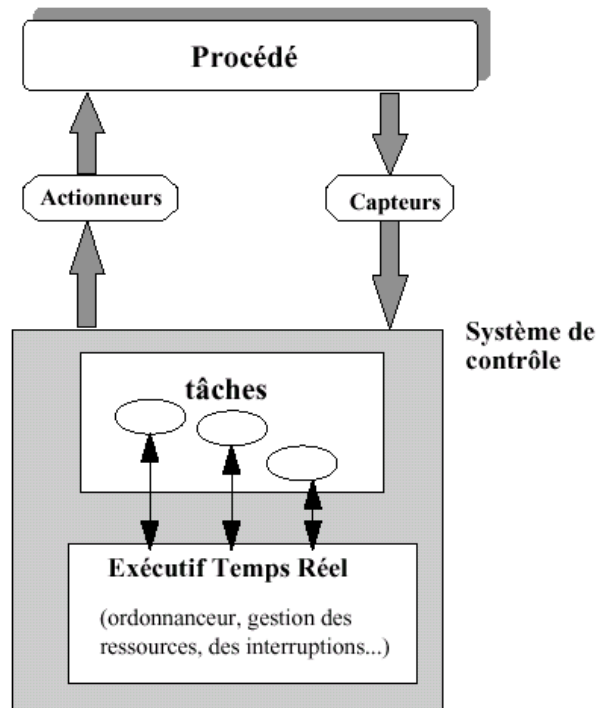 Procédé
Actionneurs
Capteurs
Système de
contrôle
tâches
Exécutif Temps Réel
(ordonnanceur, gestion des
ressources, des interruptions...)